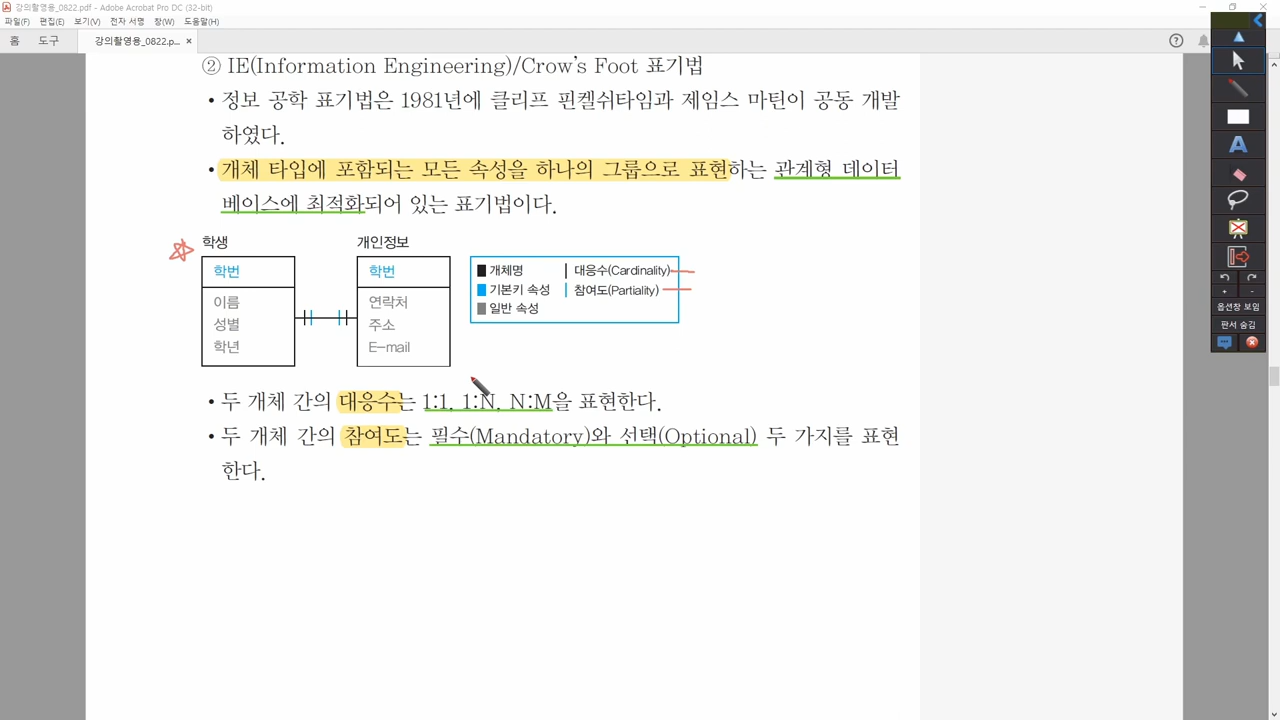 강의촬영용_0822.pdf - Adobe Acrobat Pro DC (32-bit)
파일(F) 편집(E) 보기(V) 전자 서명 창(W) 도움말(H)
홈 도구 강의촬영용_0822.p... ×
② IE(Information Engineering)/Crow's Foot 표기법
• 정보 공학 표기법은 1981년에 클리프 핀켈쉬타임과 제임스 마틴이 공동 개발
하였다.
• 개체 타입에 포함되는 모든 속성을 하나의 그룹으로 표현하는 관계형 데이터
베이스에 최적화되어 있는 표기법이다.
학생
학번
이름
성별
학년
개인정보
학번
연락처
주소
E-mail
개체명 대응수(Cardinality)
기본키 속성 참여도(Partiality)
일반 속성
• 두 개체 간의 대응수는 1:1, 1:N, N:M을 표현한다.
• 두 개체 간의 참여도는 필수(Mandatory)와 선택(Optional) 두 가지를 표현
한다.
A
+ -
옵션창 보임
판서 숨김